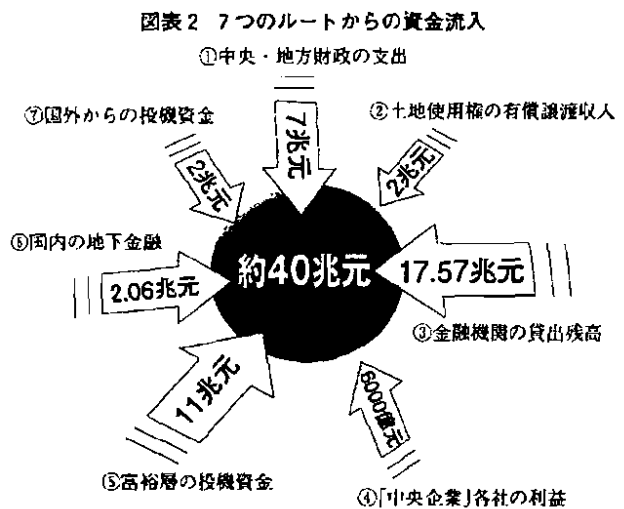 図表2 7つのルートからの資金流入
①中央・地方財政の支出
7兆元
②土地使用権の有償譲渡収入
2兆元
17.57兆元
③金融機関の貸出残高
6000億元
④「中央企業」各社の利益
11兆元
⑤富裕層の投機資金
⑥国内の地下金融
2.06兆元
⑦国外からの投機資金
2兆元
約40兆元